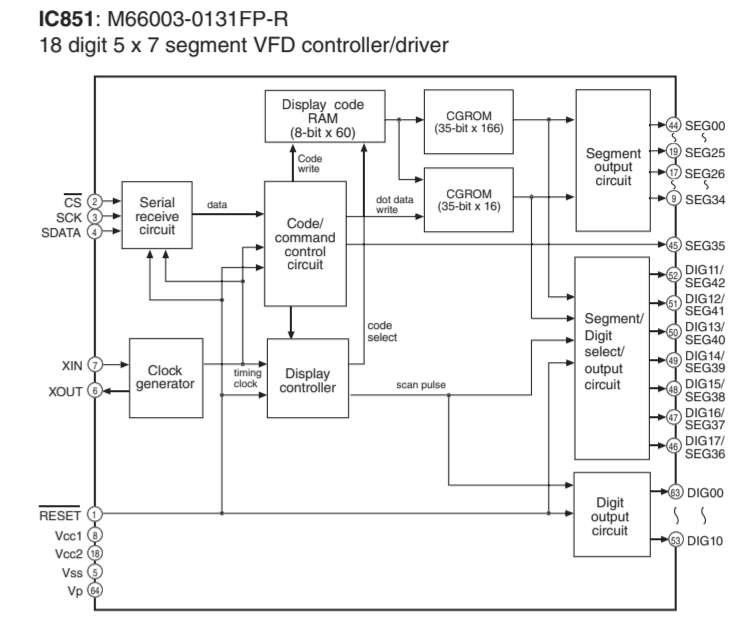 IC851: M66003-0131FP-R
18 digit 5 x 7 segment VFD controller/driver
Display code
RAM
(8-bit x 60)
CGROM
(35-bit x 166)
Segment
output
circuit
44 SEG00
19 SEG25
17 SEG26
9 SEG34
Code
write
CS 2
SCK 3
SDATA 4
Serial
receive
circuit
data
Code/
command
control
circuit
dot data
write
CGROM
(35-bit x 16)
45 SEG35
52 DIG11/
SEG42
51 DIG12/
SEG41
50 DIG13/
SEG40
49 DIG14/
SEG39
48 DIG15/
SEG38
47 DIG16/
SEG37
46 DIG17/
SEG36
Segment/
Digit
select/
output
circuit
code
select
XIN 7
XOUT 6
Clock
generator
timing
clock
Display
controller
scan pulse
Digit
output
circuit
63 DIG00
53 DIG10
RESET 1
Vcc1 8
Vcc2 18
Vss 5
Vp 64